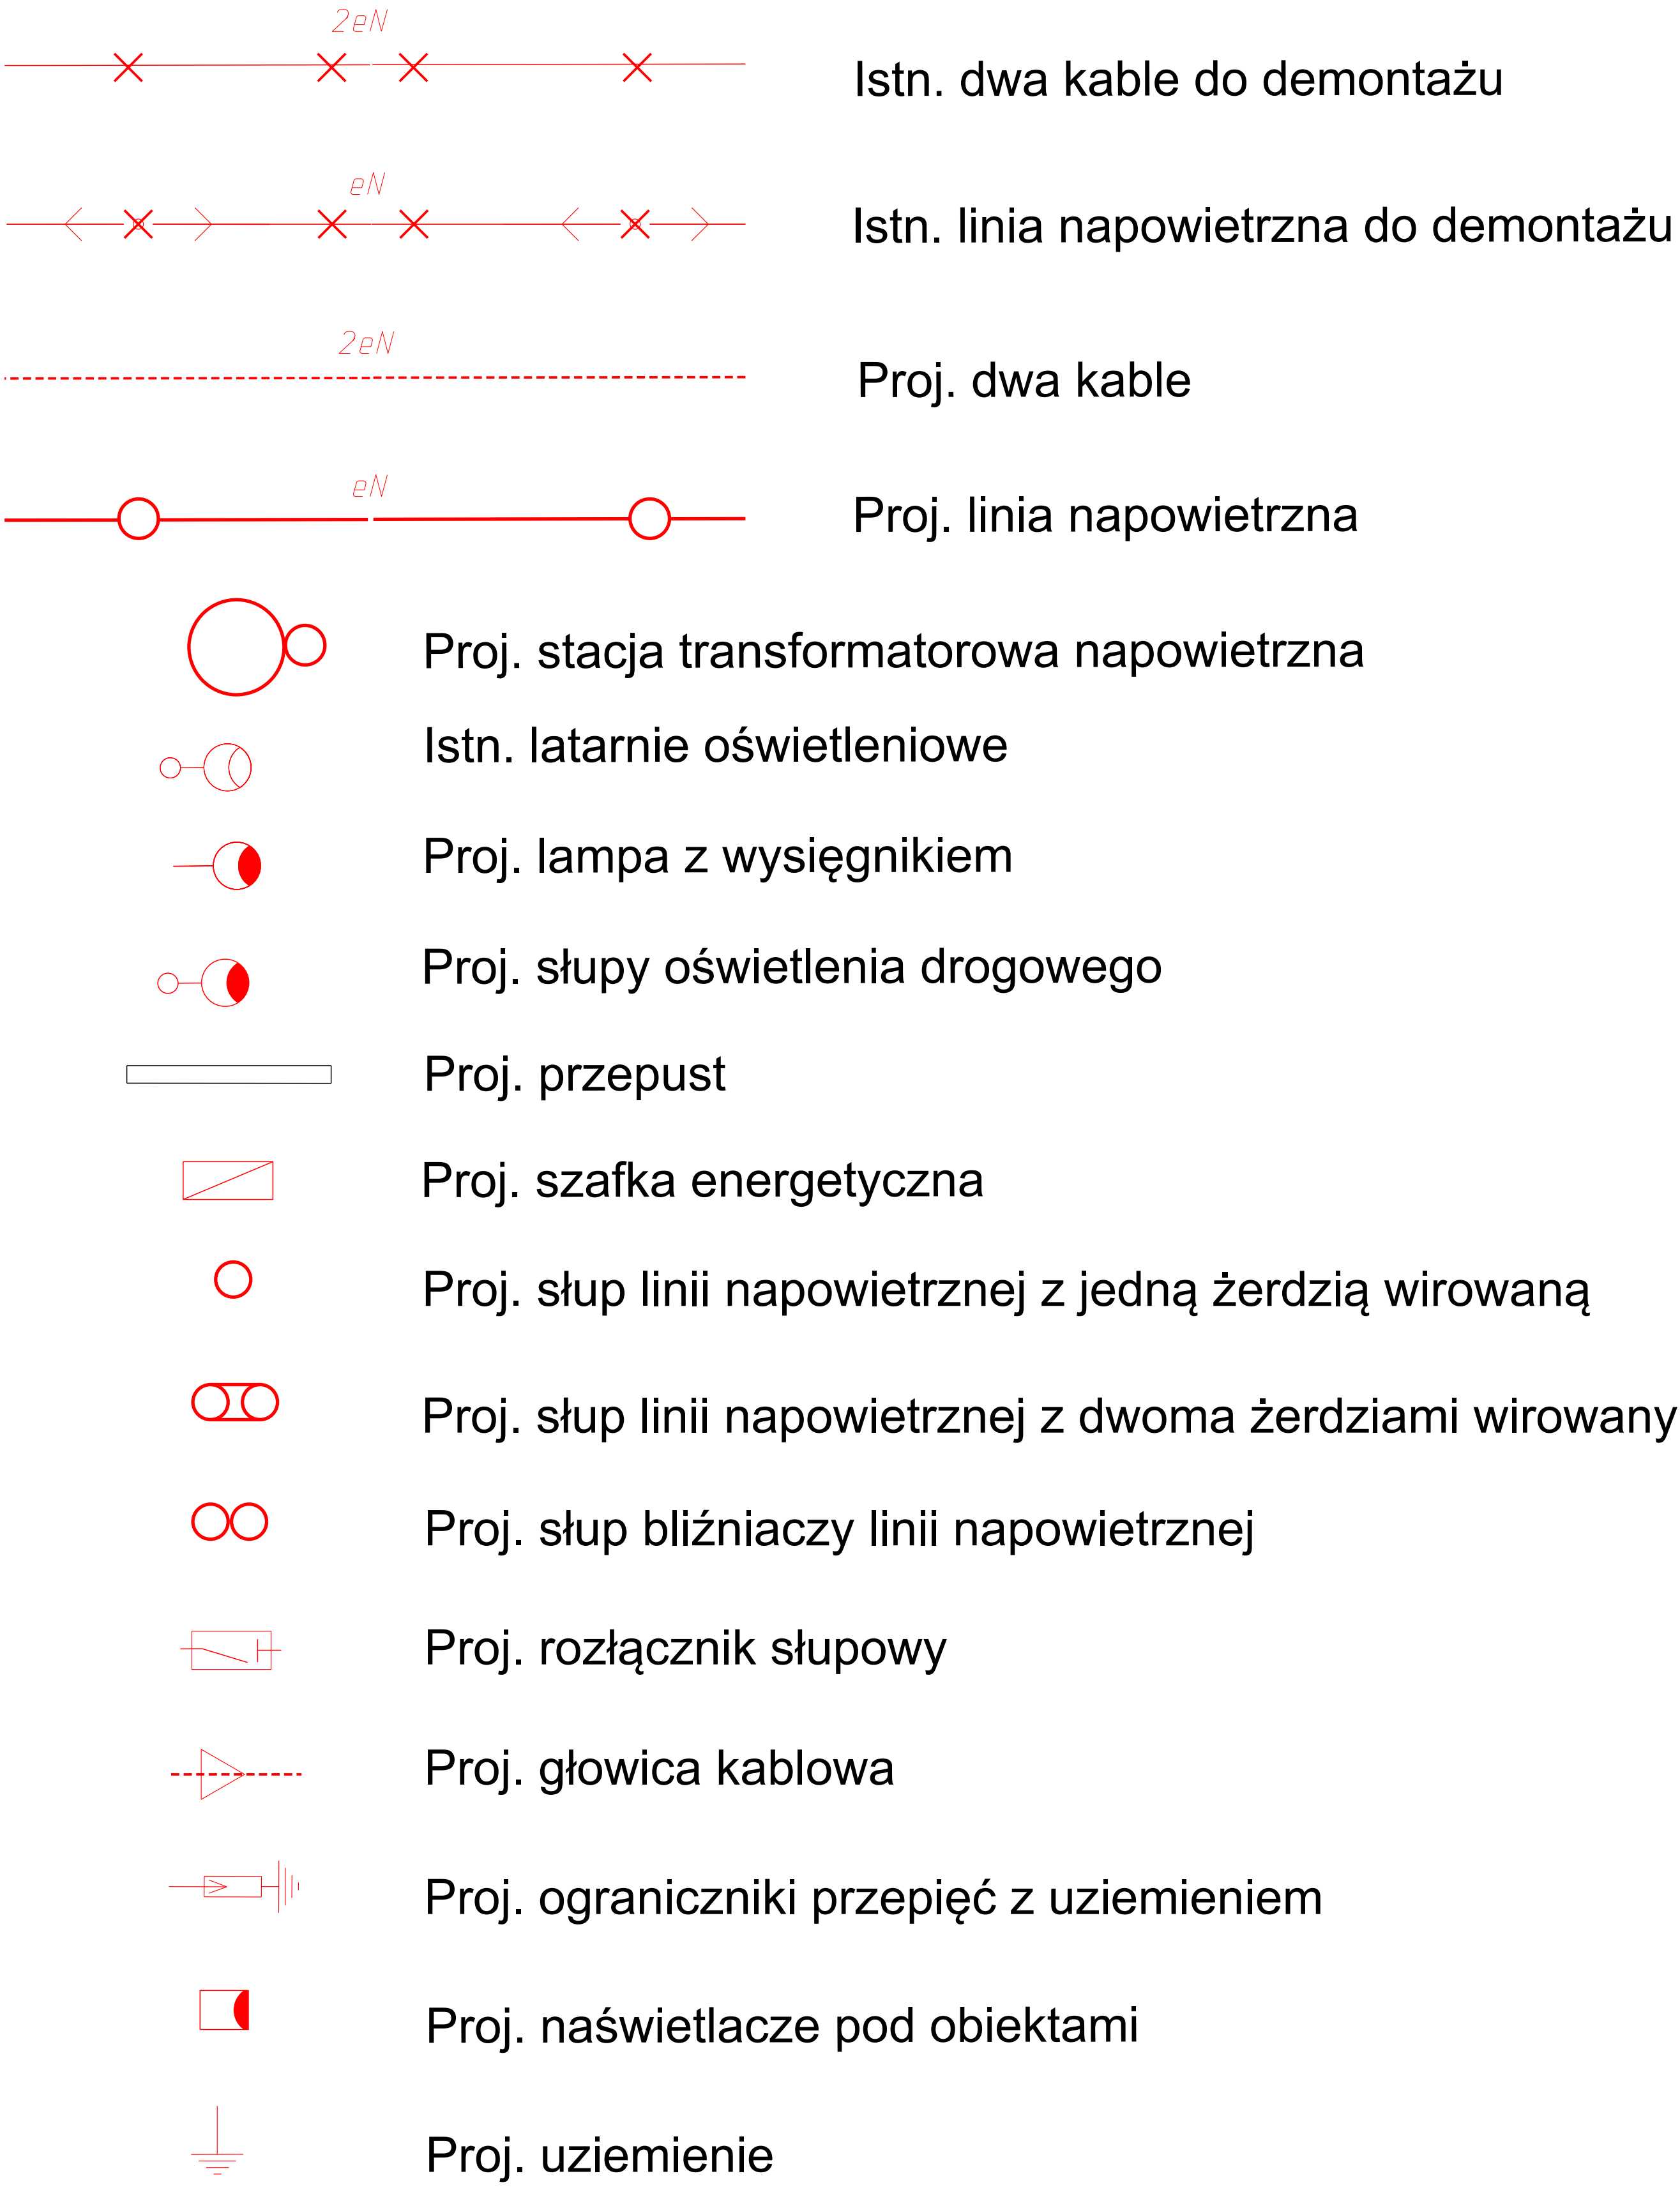 2eN
Istn. dwa kable do demontażu
eN
Istn. linia napowietrzna do demontażu
2eN
Proj. dwa kable
eN
Proj. linia napowietrzna
Proj. stacja transformatorowa napowietrzna
Istn. latarnie oświetleniowe
Proj. lampa z wysięgnikiem
Proj. słupy oświetlenia drogowego
Proj. przepust
Proj. szafka energetyczna
Proj. słup linii napowietrznej z jedną żerdzią wirowaną
Proj. słup linii napowietrznej z dwoma żerdziami wirowany
Proj. słup bliźniaczy linii napowietrznej
Proj. rozłącznik słupowy
Proj. głowica kablowa
Proj. ograniczniki przepięć z uziemieniem
Proj. naświetlacze pod obiektami
Proj. uziemienie